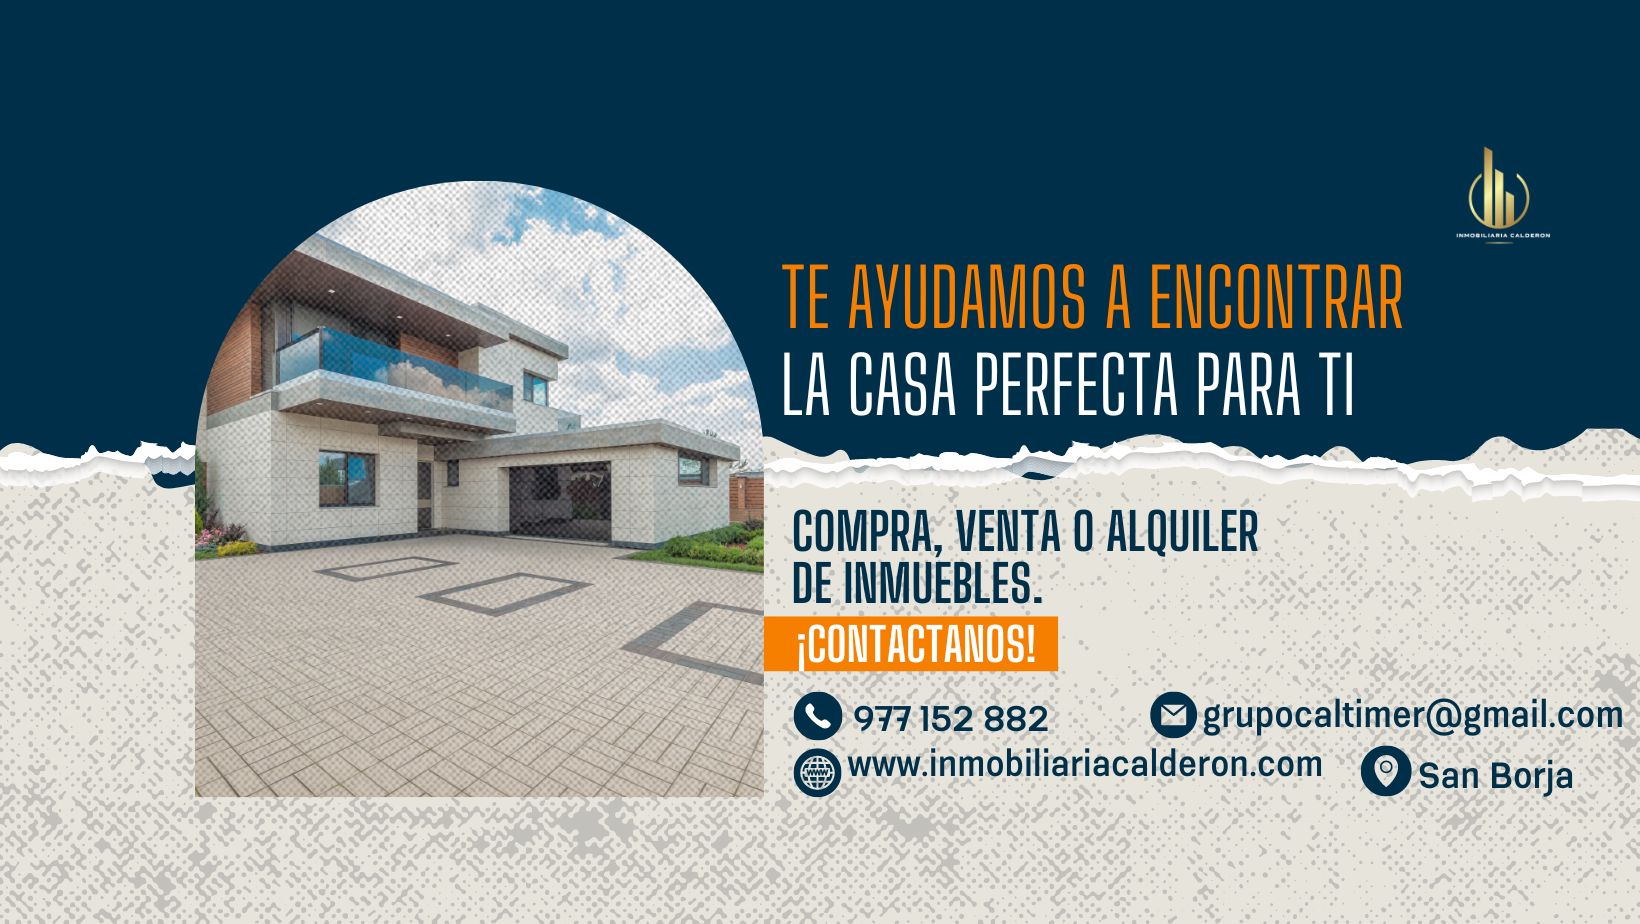 INMOBILIARIA CALDERON
TE AYUDAMOS A ENCONTRAR
LA CASA PERFECTA PARA TI
COMPRA, VENTA O ALQUILER
DE INMUEBLES.
¡CONTACTANOS!
977 152 882
grupocaltimer@gmail.com
www.inmobiliariacalderon.com
San Borja